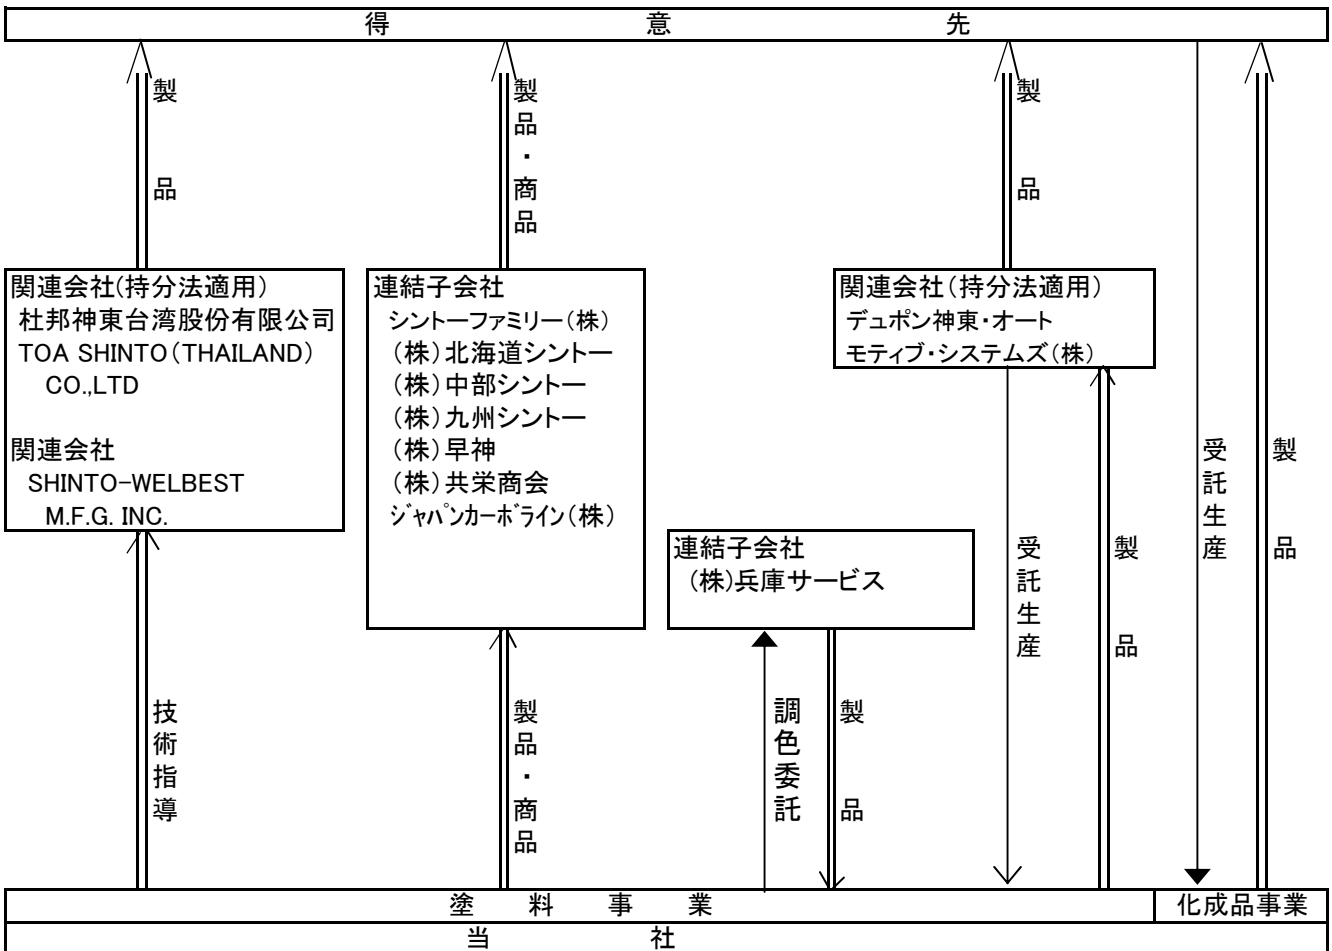 得意先
製品
製品・商品
製品
関連会社(持分法適用)
杜邦神東台湾股份有限公司
TOA SHINTO(THAILAND)
CO.,LTD
関連会社
SHINTO-WELBEST
M.F.G. INC.
連結子会社
シントーファミリー(株)
(株)北海道シントー
(株)中部シントー
(株)九州シントー
(株)早神
(株)共栄商会
ジャパンカーボライン(株)
連結子会社
(株)兵庫サービス
関連会社(持分法適用)
デュポン神東・オート
モティブ・システムズ(株)
受託生産
製品
技術指導
製品・商品
調色委託
製品
受託生産
製品
塗料事業
化成品事業
当社